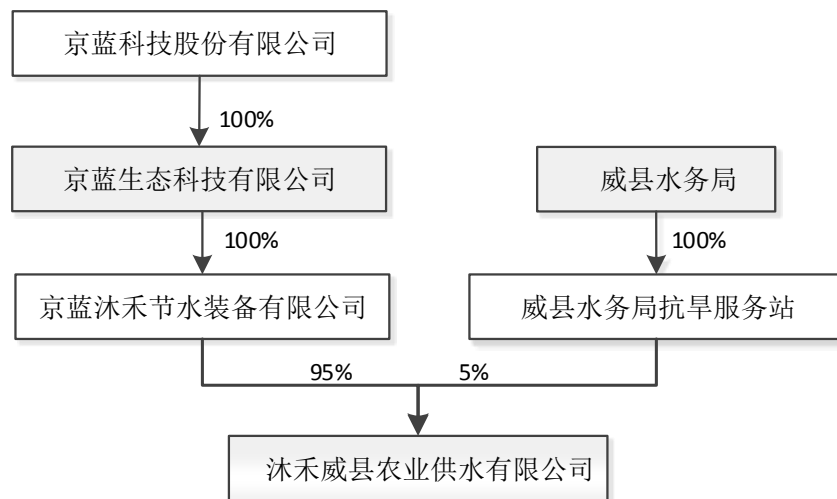 京蓝科技股份有限公司
100%
京蓝生态科技有限公司
威县水务局
100%
100%
京蓝沐禾节水装备有限公司
威县水务局抗旱服务站
95%
5%
沐禾威县农业供水有限公司